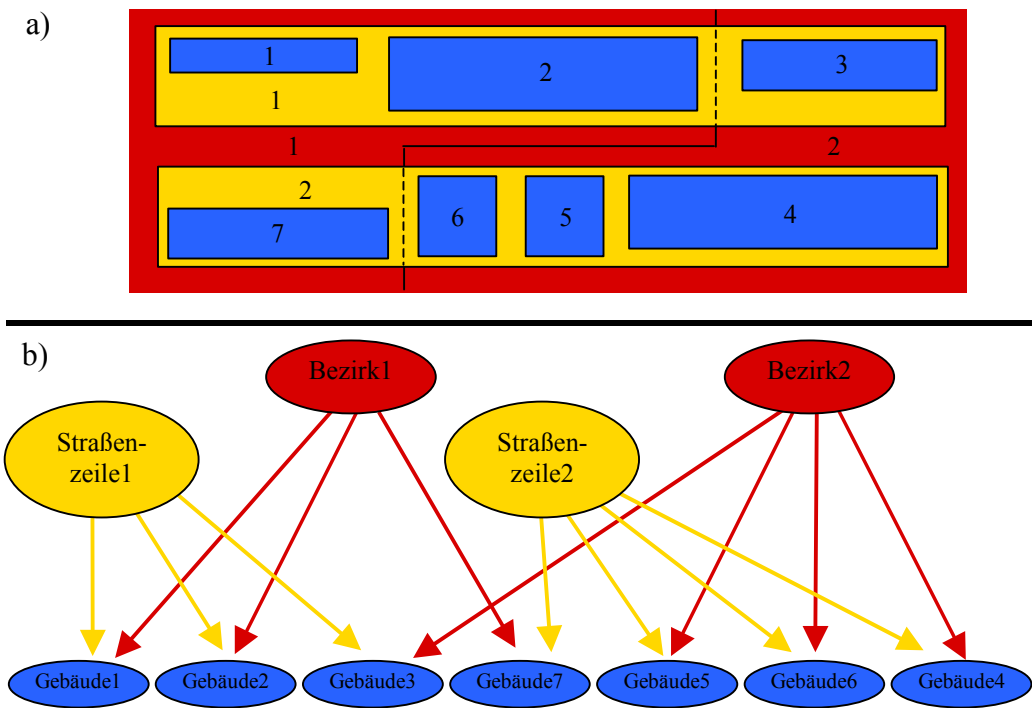 a)
1
2
3
1
1
2
2
7
6
5
4
b)
Bezirk1
Bezirk2
Straßen-
zeile1
Straßen-
zeile2
Gebäude1
Gebäude2
Gebäude3
Gebäude7
Gebäude5
Gebäude6
Gebäude4